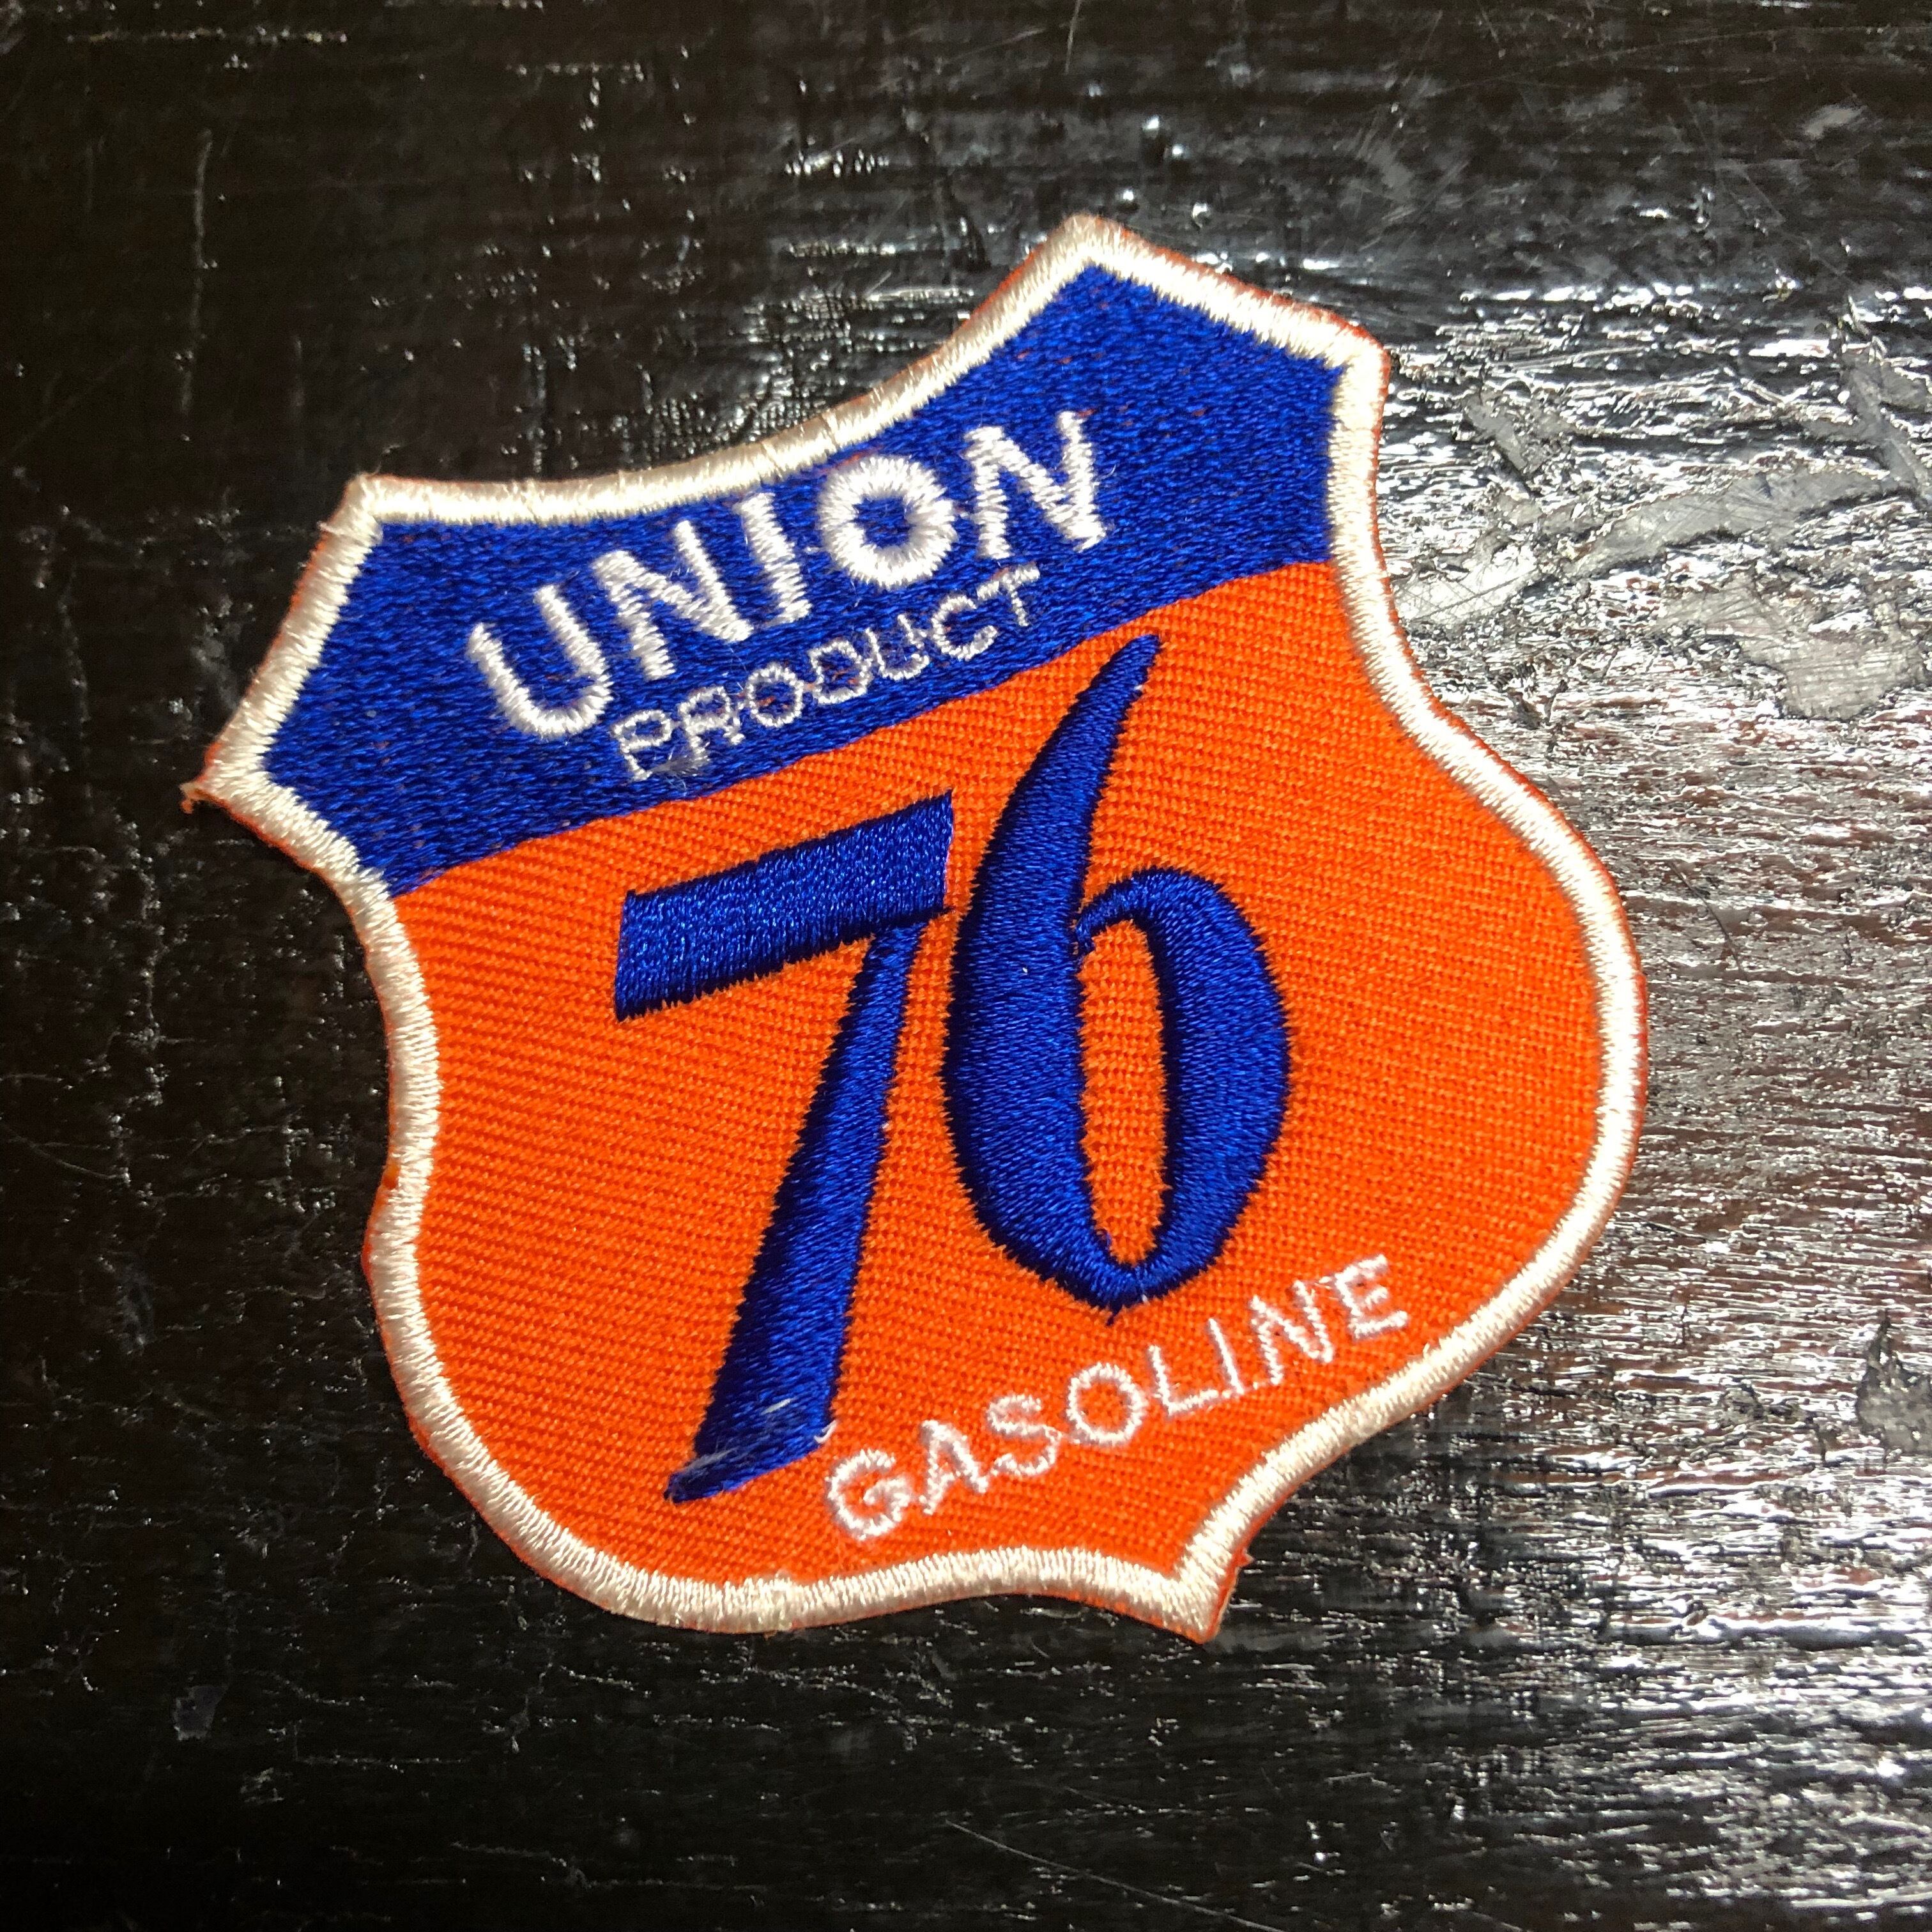 UNION
PRODUCT
76
GASOLINE